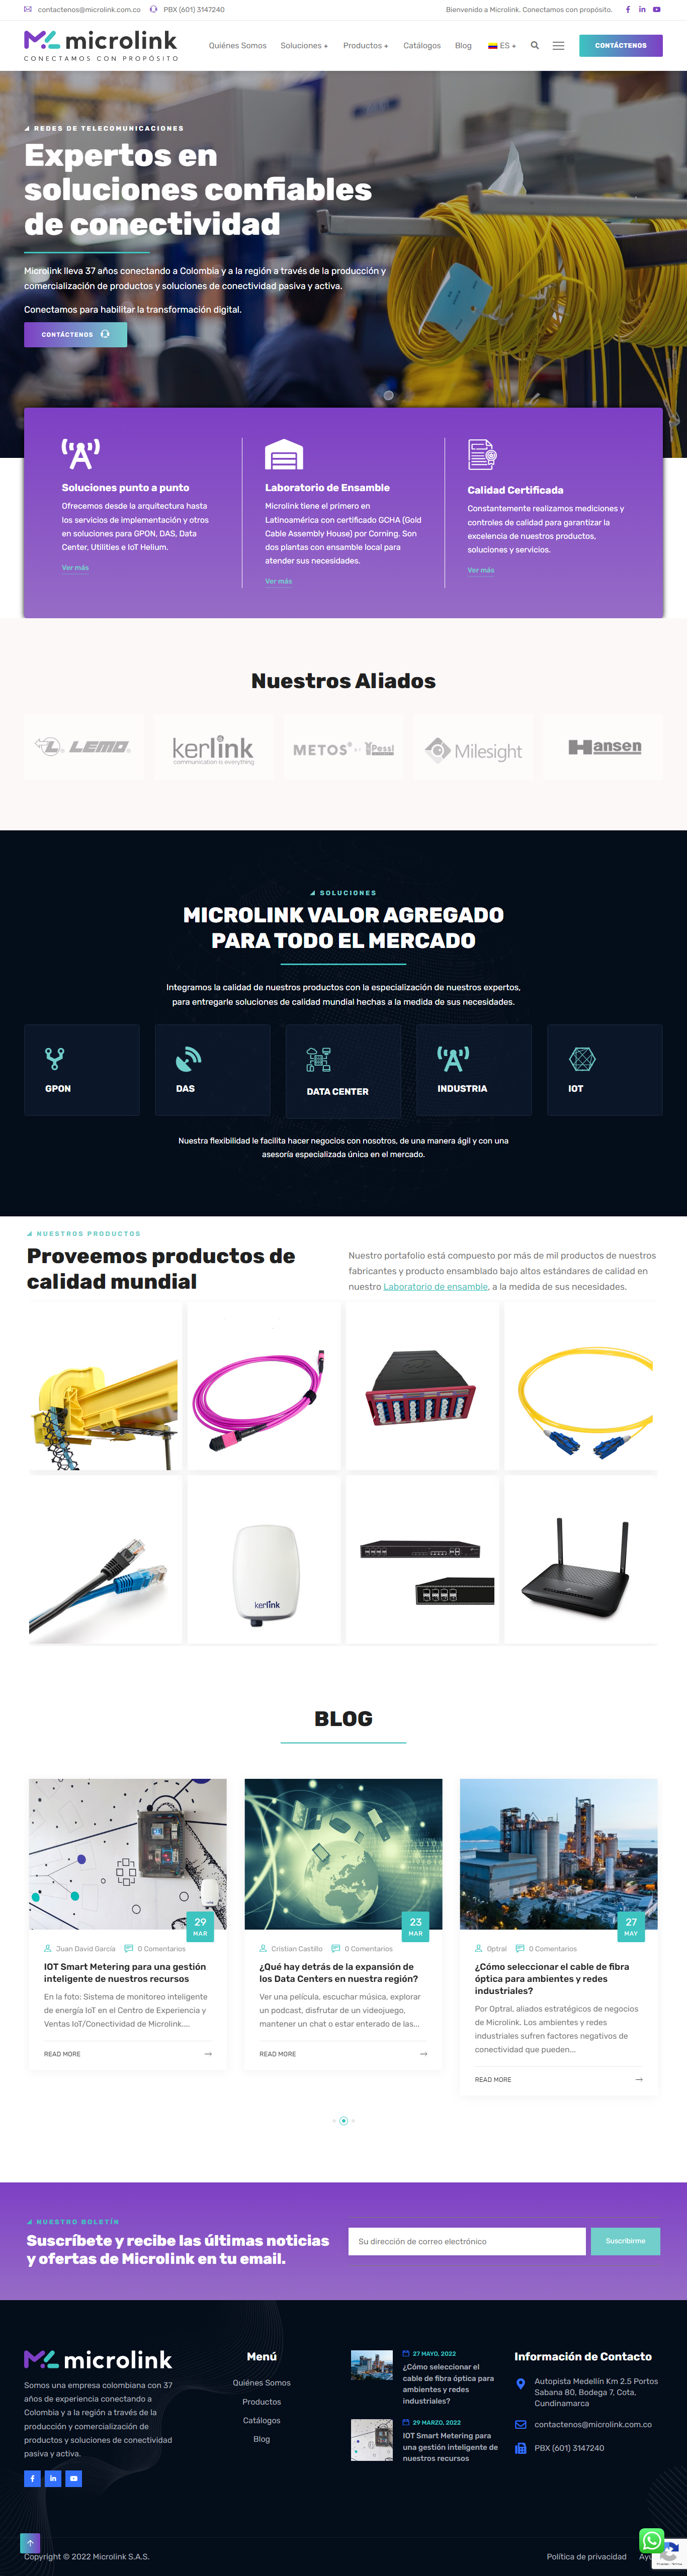 contactenos@microlink.com.co PBX (601) 3147240 Bienvenido a Microlink. Conectamos con propósito.
microlink
CONECTAMOS CON PROPÓSITO
Quiénes Somos Soluciones + Productos + Catálogos Blog ES + CONTÁCTENOS
REDES DE TELECOMUNICACIONES
Expertos en
soluciones confiables
de conectividad
Microlink lleva 37 años conectando a Colombia y a la región a través de la producción y
comercialización de productos y soluciones de conectividad pasiva y activa.
Conectamos para habilitar la transformación digital.
CONTÁCTENOS
Soluciones punto a punto
Ofrecemos desde la arquitectura hasta
los servicios de implementación y otros
en soluciones para GPON, DAS, Data
Center, Utilities e IoT Helium.
Ver más
Laboratorio de Ensamble
Microlink tiene el primero en
Latinoamérica con certificado GCHA (Gold
Cable Assembly House) por Corning. Son
dos plantas con ensamble local para
atender sus necesidades.
Ver más
Calidad Certificada
Constantemente realizamos mediciones y
controles de calidad para garantizar la
excelencia de nuestros productos,
soluciones y servicios.
Ver más
Nuestros Aliados
LEMO
kerlink
communication is everything
METOS® BY Pessl
Milesight
Hansen
SOLUCIONES
MICROLINK VALOR AGREGADO
PARA TODO EL MERCADO
Integramos la calidad de nuestros productos con la especialización de nuestros expertos,
para entregarle soluciones de calidad mundial hechas a la medida de sus necesidades.
GPON
DAS
DATA CENTER
INDUSTRIA
IOT
Nuestra flexibilidad le facilita hacer negocios con nosotros, de una manera ágil y con una
asesoría especializada única en el mercado.
NUESTROS PRODUCTOS
Proveemos productos de
calidad mundial
Nuestro portafolio está compuesto por más de mil productos de nuestros
fabricantes y producto ensamblado bajo altos estándares de calidad en
nuestro Laboratorio de ensamble, a la medida de sus necesidades.
kerlink
BLOG
29
MAR
Juan David García 0 Comentarios
IOT Smart Metering para una gestión
inteligente de nuestros recursos
En la foto: Sistema de monitoreo inteligente
de energía IoT en el Centro de Experiencia y
Ventas IoT/Conectividad de Microlink....
READ MORE
23
MAR
Cristian Castillo 0 Comentarios
¿Qué hay detrás de la expansión de
los Data Centers en nuestra región?
Ver una película, escuchar música, explorar
un podcast, disfrutar de un videojuego,
mantener un chat o estar enterado de las...
READ MORE
27
MAY
Optral 0 Comentarios
¿Cómo seleccionar el cable de fibra
óptica para ambientes y redes
industriales?
Por Optral, aliados estratégicos de negocios
de Microlink. Los ambientes y redes
industriales sufren factores negativos de
conectividad que pueden...
READ MORE
NUESTRO BOLETÍN
Suscríbete y recibe las últimas noticias
y ofertas de Microlink en tu email.
Su dirección de correo electrónico
Suscribirme
microlink
Somos una empresa colombiana con 37
años de experiencia conectando a
Colombia y a la región a través de la
producción y comercialización de
productos y soluciones de conectividad
pasiva y activa.
Menú
Quiénes Somos
Productos
Catálogos
Blog
27 MAYO, 2022
¿Cómo seleccionar el
cable de fibra óptica para
ambientes y redes
industriales?
29 MARZO, 2022
IOT Smart Metering para
una gestión inteligente de
nuestros recursos
Información de Contacto
Autopista Medellín Km 2.5 Portos
Sabana 80, Bodega 7, Cota,
Cundinamarca
contactenos@microlink.com.co
PBX (601) 3147240
Copyright © 2022 Microlink S.A.S.
Política de privacidad